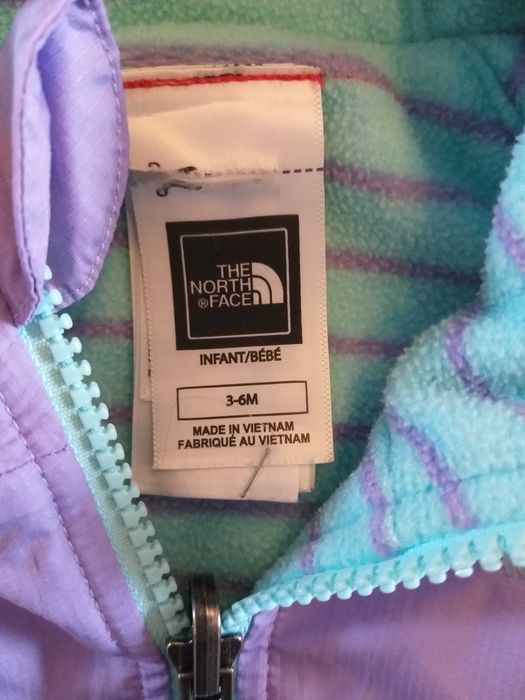 THE
NORTH
®FACE
INFANT/BÉBÉ
3-6M
MADE IN VIETNAM
FABRIQUÉ AU VIETNAM